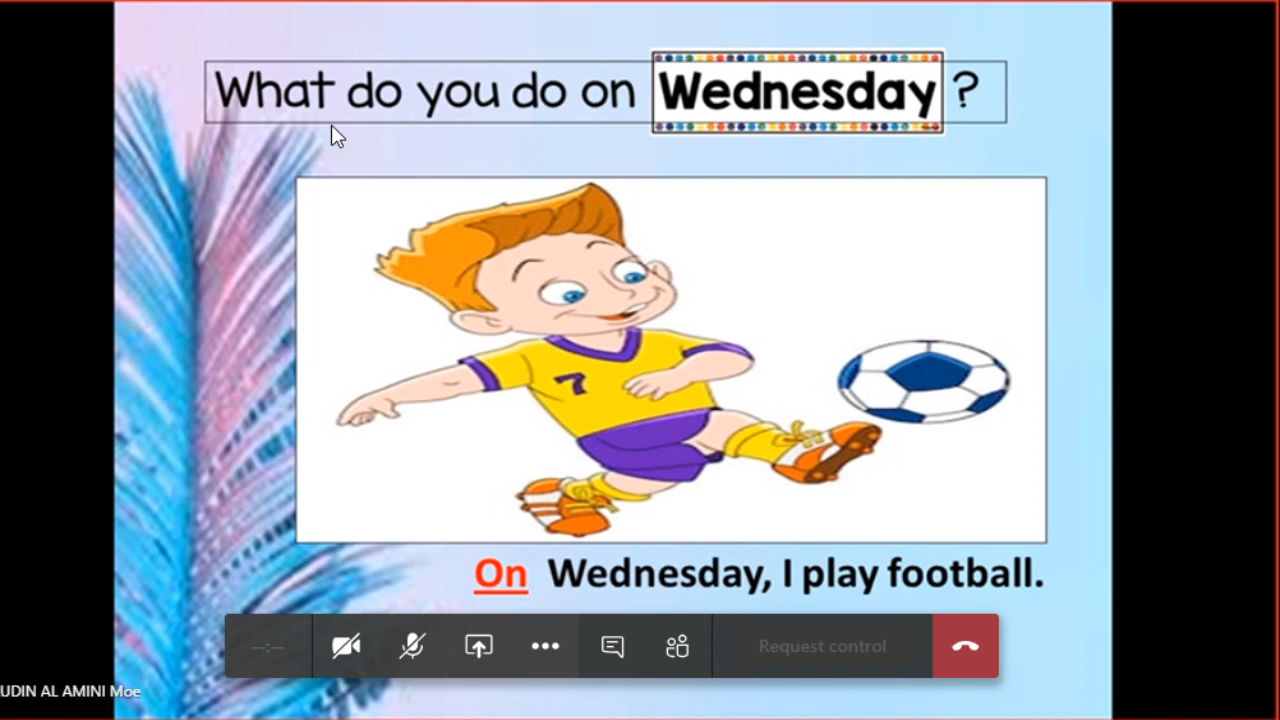 What do you do on Wednesday ?
7
On Wednesday, I play football.
--:--
Request control
UDIN AL AMINI Moe